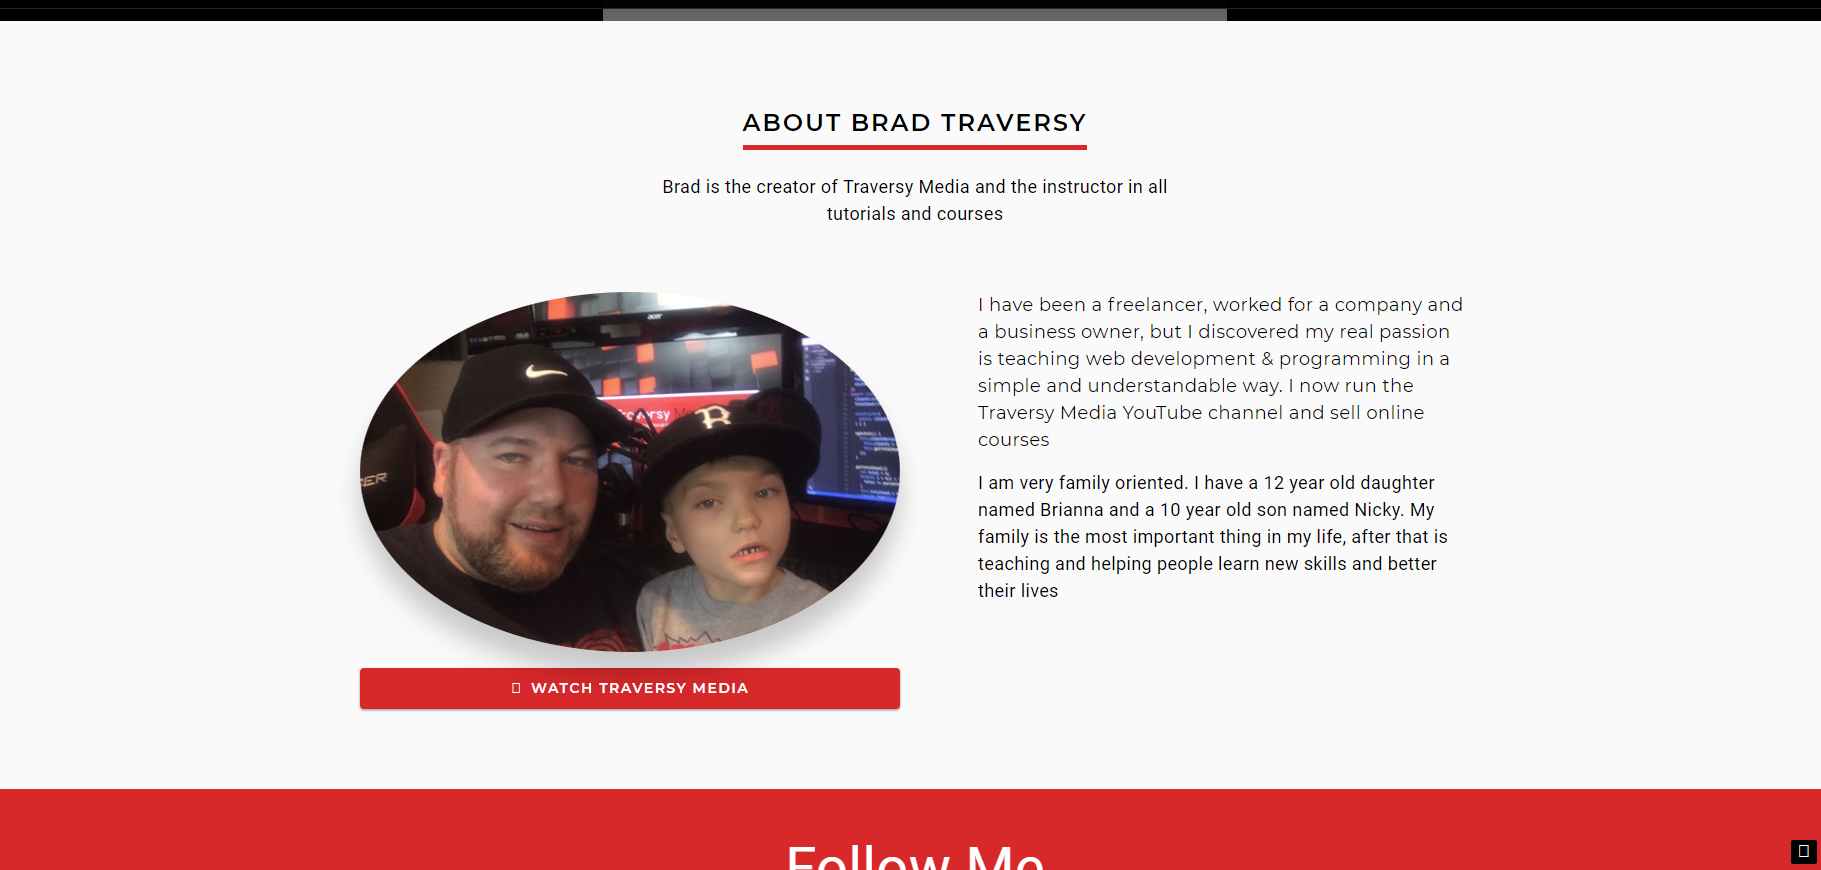 ABOUT BRAD TRAVERSY
Brad is the creator of Traversy Media and the instructor in all
tutorials and courses
acer
I have been a freelancer, worked for a company and
a business owner, but I discovered my real passion
is teaching web development & programming in a
simple and understandable way. I now run the
Traversy Media YouTube channel and sell online
courses
I am very family oriented. I have a 12 year old daughter
named Brianna and a 10 year old son named Nicky. My
family is the most important thing in my life, after that is
teaching and helping people learn new skills and better
their lives
B
WATCH TRAVERSY MEDIA
Follow Me